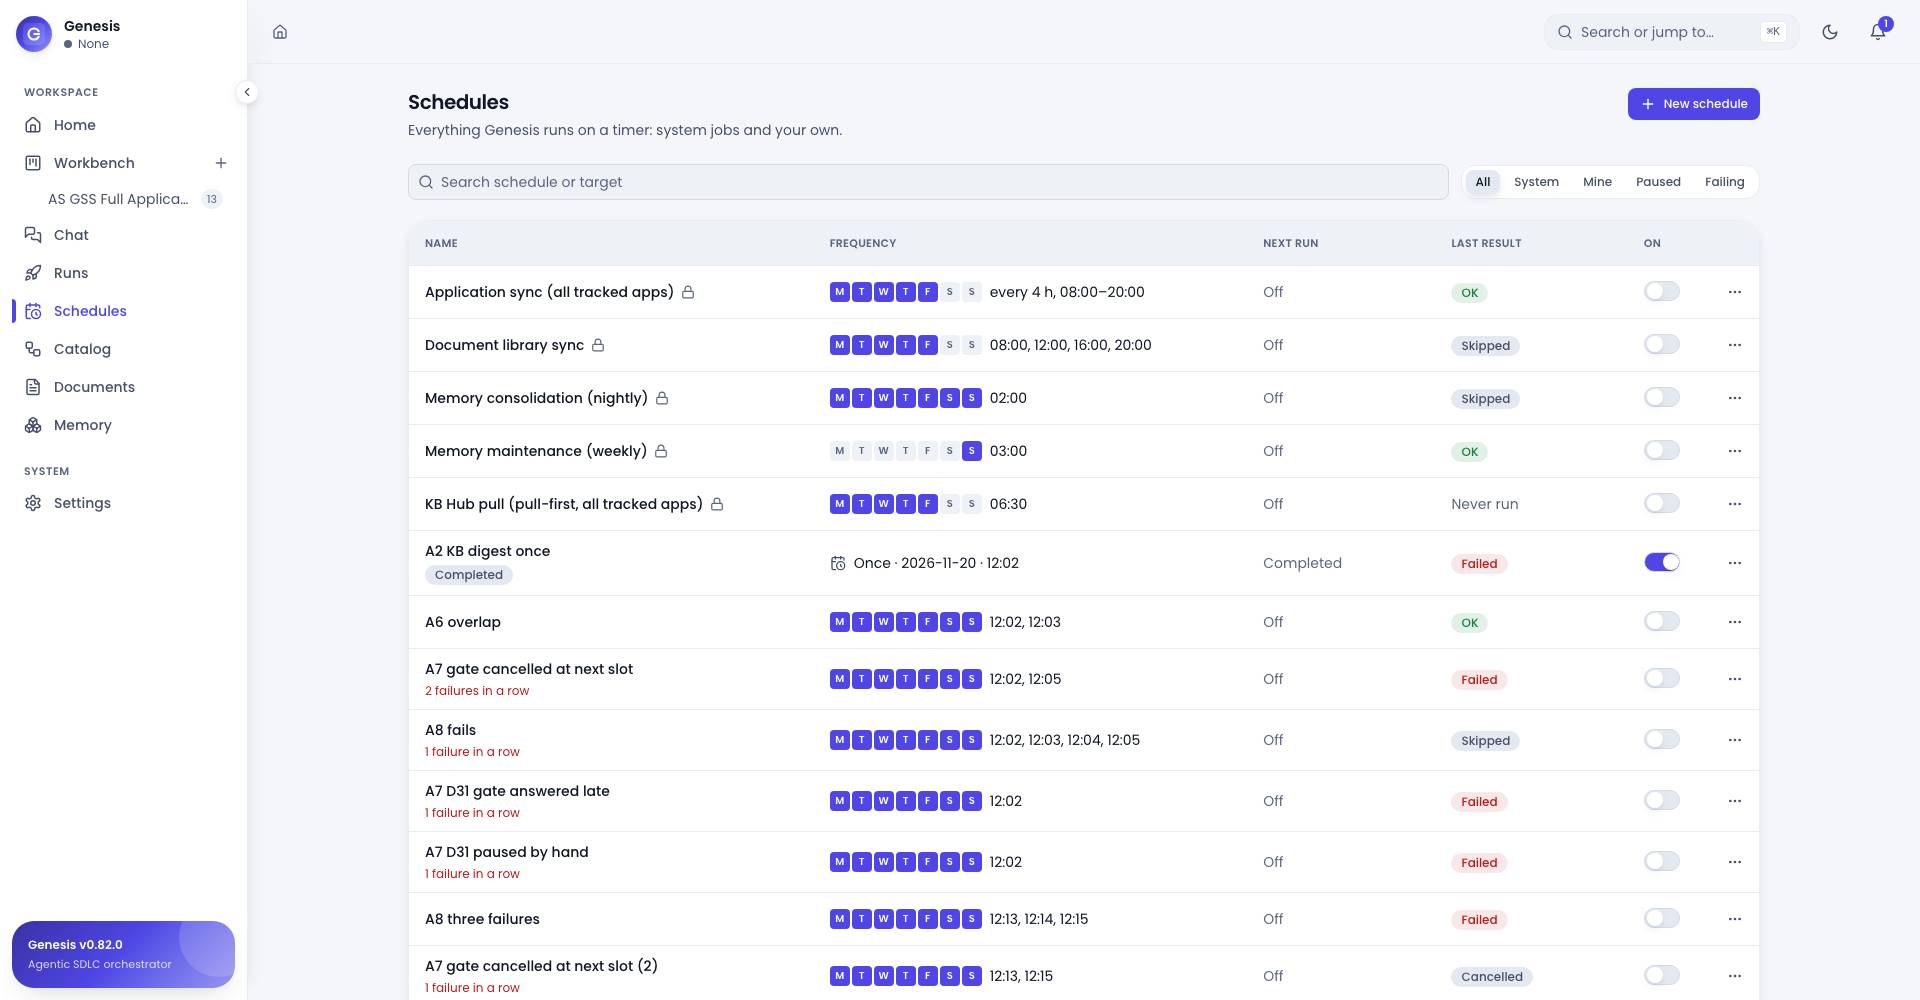 Genesis
None
WORKSPACE
Home
Workbench
AS GSS Full Applica... 13
Chat
Runs
Schedules
Catalog
Documents
Memory
SYSTEM
Settings
Genesis v0.82.0
Agentic SDLC orchestrator
Search or jump to... ⌘K
1
Schedules
Everything Genesis runs on a timer: system jobs and your own.
New schedule
Search schedule or target
All System Mine Paused Failing
NAME FREQUENCY NEXT RUN LAST RESULT ON
Application sync (all tracked apps) M T W T F S S every 4 h, 08:00–20:00 Off OK
Document library sync M T W T F S S 08:00, 12:00, 16:00, 20:00 Off Skipped
Memory consolidation (nightly) M T W T F S S 02:00 Off Skipped
Memory maintenance (weekly) M T W T F S S 03:00 Off OK
KB Hub pull (pull-first, all tracked apps) M T W T F S S 06:30 Off Never run
A2 KB digest once
Completed
Once · 2026-11-20 · 12:02 Completed Failed
A6 overlap M T W T F S S 12:02, 12:03 Off OK
A7 gate cancelled at next slot
2 failures in a row
M T W T F S S 12:02, 12:05 Off Failed
A8 fails
1 failure in a row
M T W T F S S 12:02, 12:03, 12:04, 12:05 Off Skipped
A7 D31 gate answered late
1 failure in a row
M T W T F S S 12:02 Off Failed
A7 D31 paused by hand
1 failure in a row
M T W T F S S 12:02 Off Failed
A8 three failures M T W T F S S 12:13, 12:14, 12:15 Off Failed
A7 gate cancelled at next slot (2)
1 failure in a row
M T W T F S S 12:13, 12:15 Off Cancelled